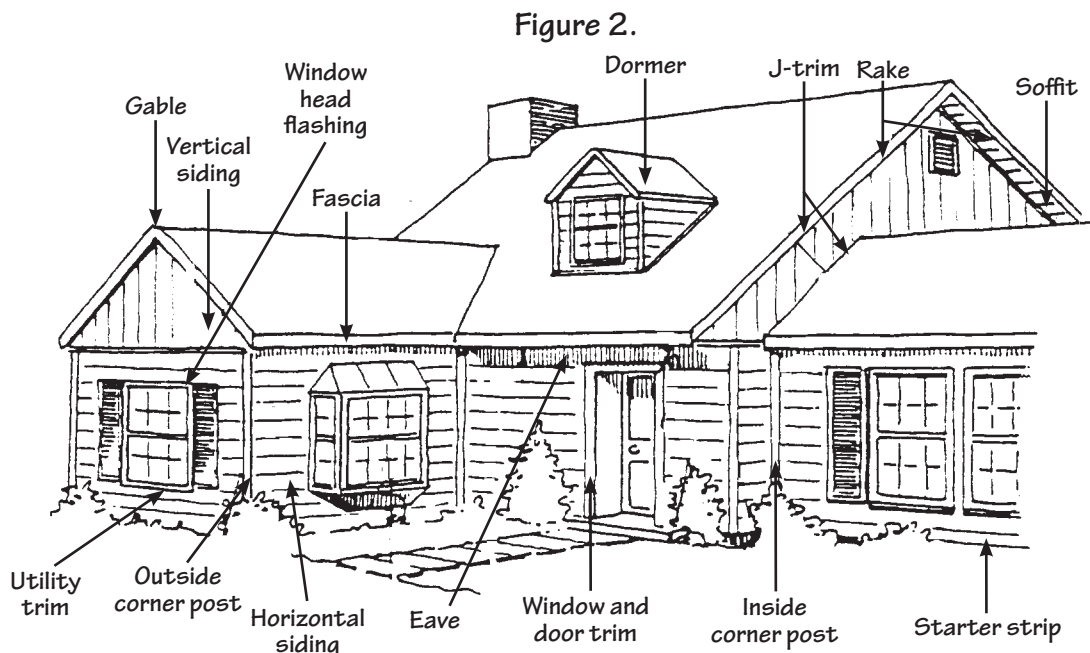 Figure 2.
Window
head
flashing
Dormer
J-trim
Rake
Soffit
Gable
Vertical
siding
Fascia
Utility
trim
Outside
corner post
Horizontal
siding
Eave
Window and
door trim
Inside
corner post
Starter strip